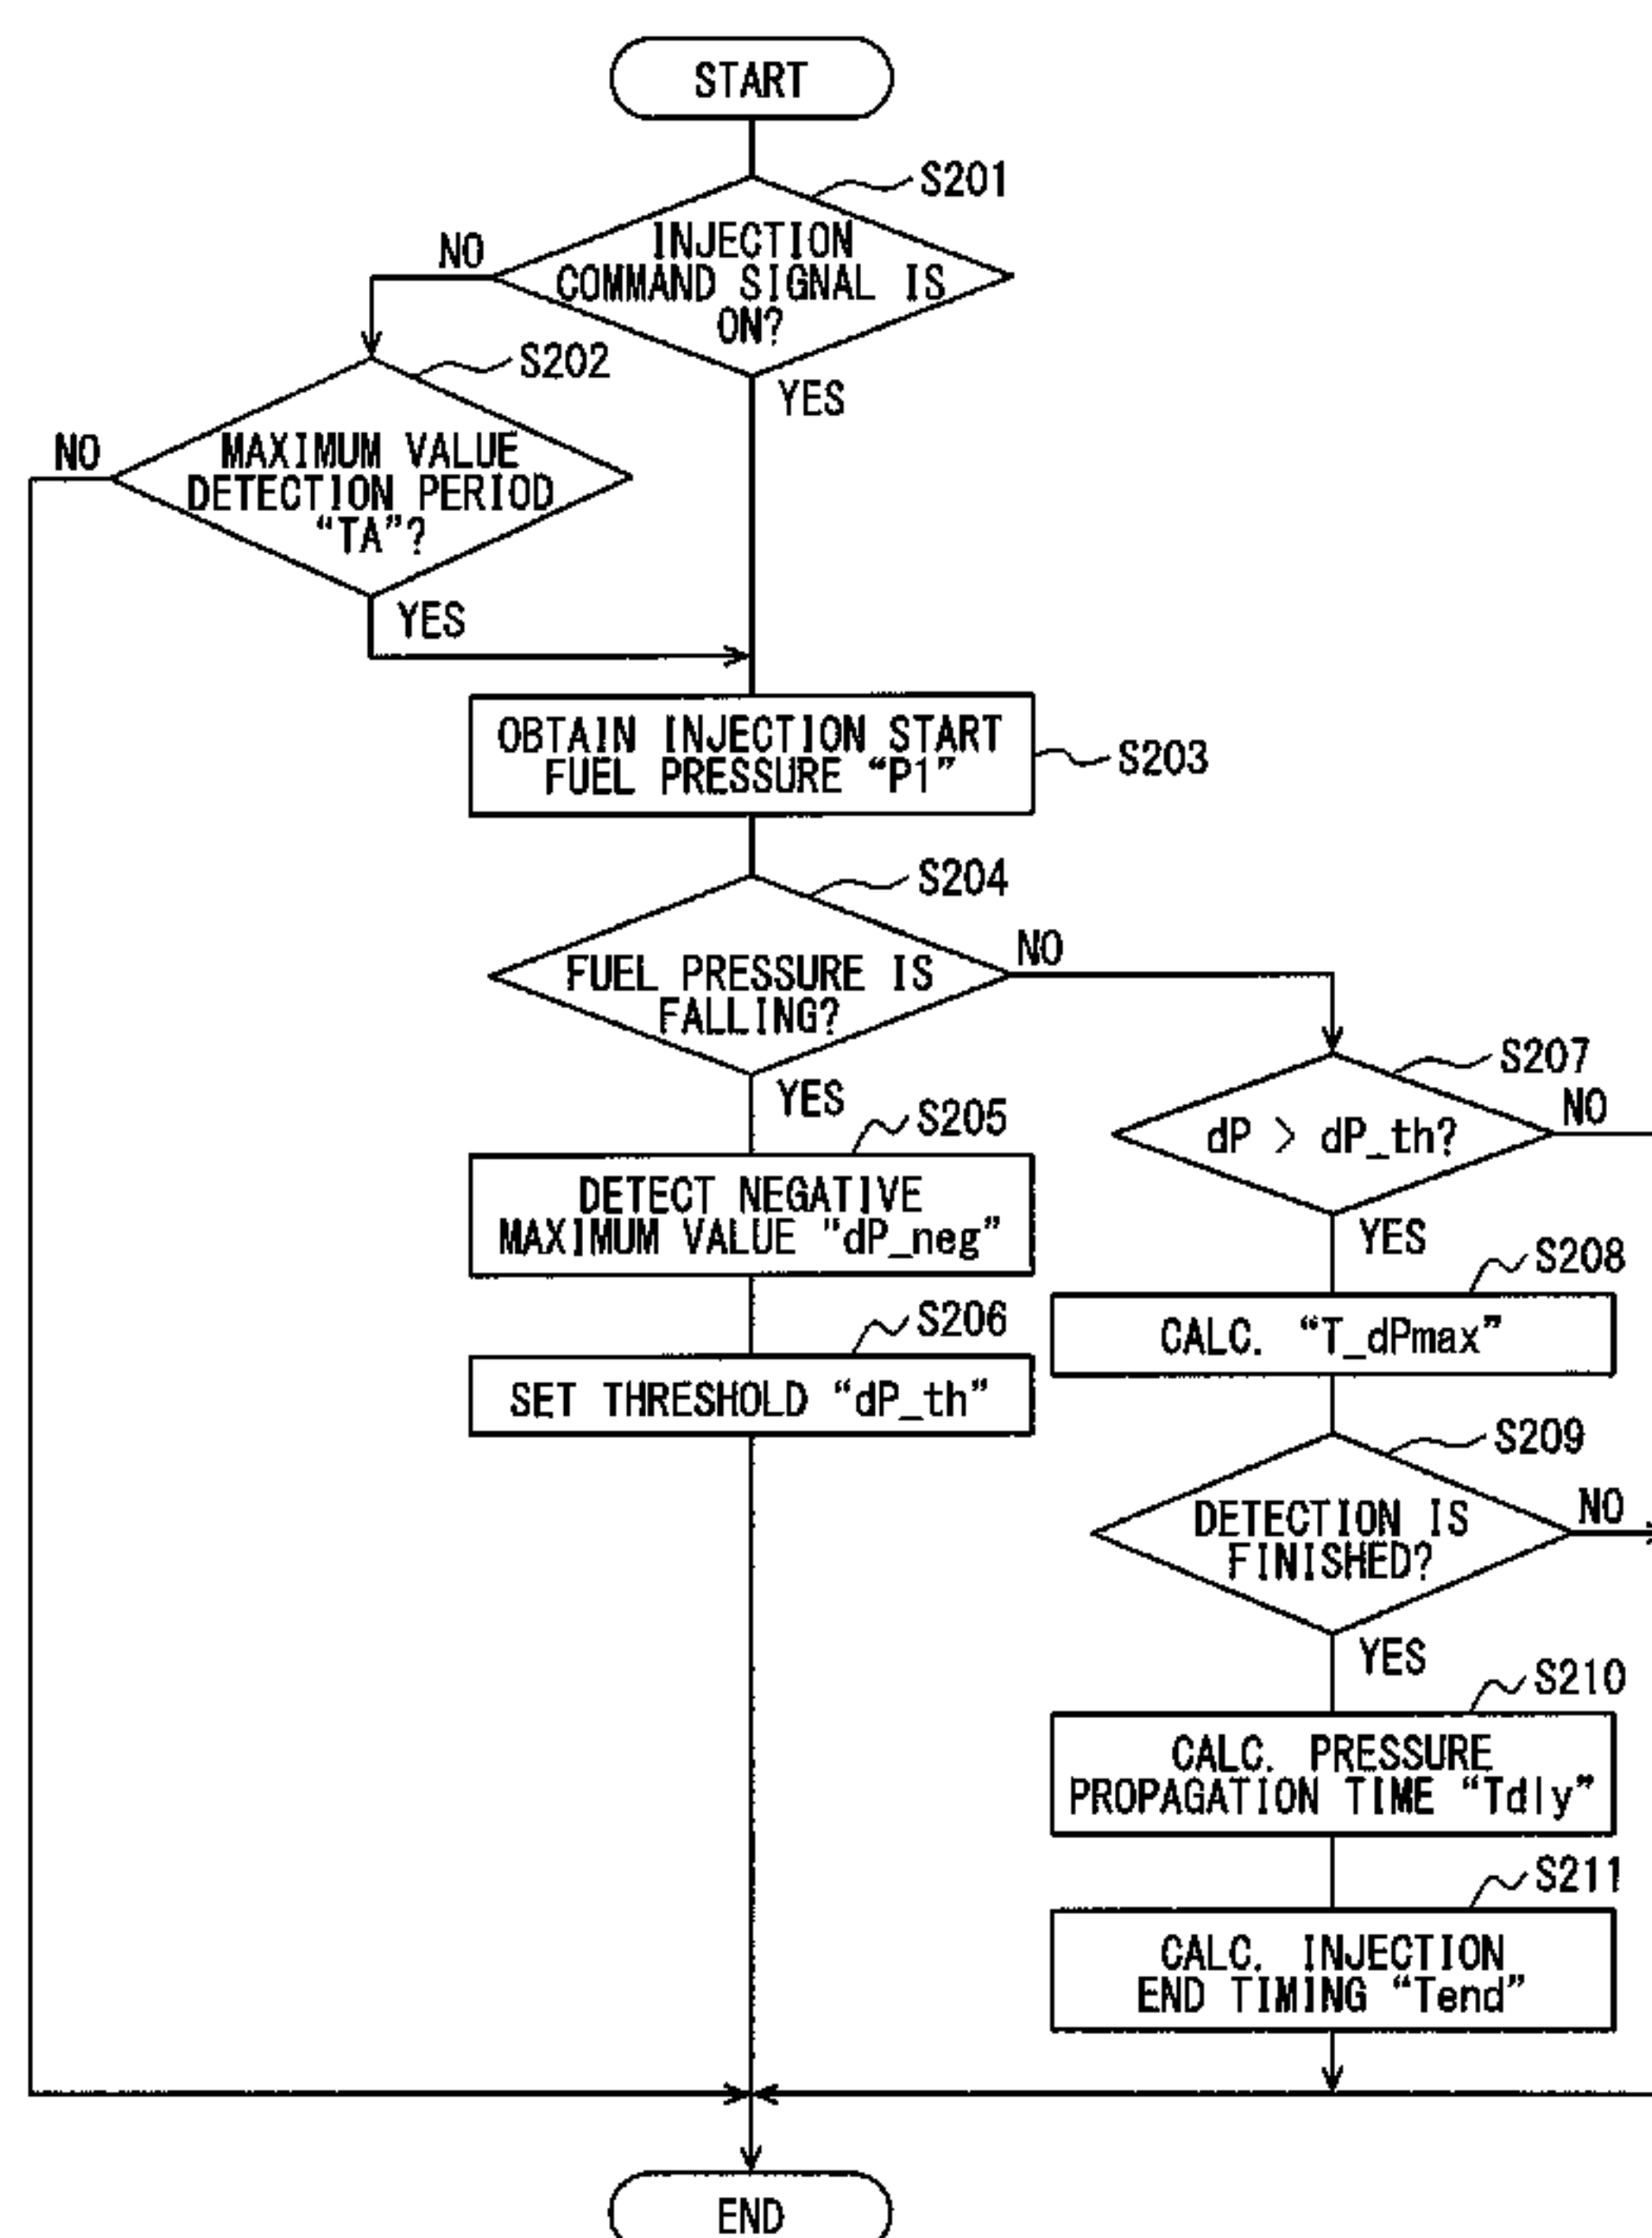 START
S201
INJECTION
COMMAND SIGNAL IS
ON?
NO
YES
S202
MAXIMUM VALUE
DETECTION PERIOD
“TA”?
NO
YES
OBTAIN INJECTION START
FUEL PRESSURE “P1”
S203
S204
FUEL PRESSURE IS
FALLING?
NO
YES
S205
DETECT NEGATIVE
MAXIMUM VALUE “dP_neg”
S206
SET THRESHOLD “dP_th”
S207
dP > dP_th?
NO
YES
S208
CALC. “T_dPmax”
S209
DETECTION IS
FINISHED?
NO
YES
S210
CALC. PRESSURE
PROPAGATION TIME “Tdly”
S211
CALC. INJECTION
END TIMING “Tend”
END